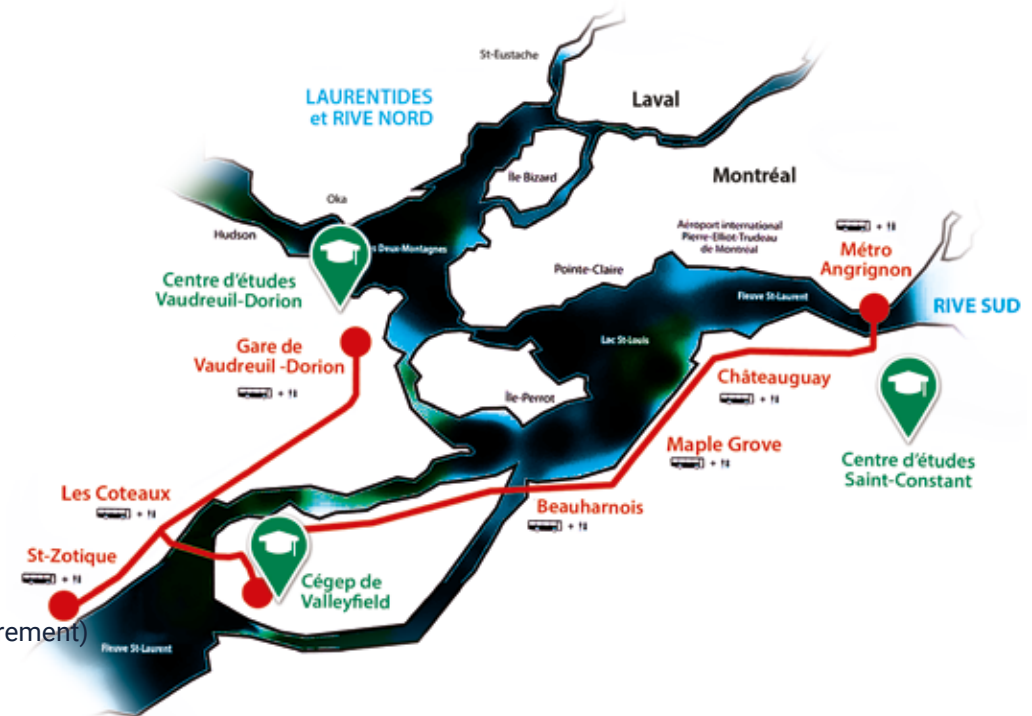 St-Eustache
LAURENTIDES
et RIVE NORD
Laval
Île Bizard
Montréal
Oka
Hudson
Deux-Montagnes
Aéroport international
Pierre-Elliot-Trudeau
de Montréal
+
Métro
Angrignon
Centre d'études
Vaudreuil-Dorion
Pointe-Claire
Fleuve St-Laurent
RIVE SUD
Gare de
Vaudreuil -Dorion
+
Lac St-Louis
Île-Perrot
Châteauguay
+
Maple Grove
+
Centre d'études
Saint-Constant
Les Coteaux
+
Beauharnois
+
St-Zotique
+
Cégep de
Valleyfield
rement)
Fleuve St-Laurent